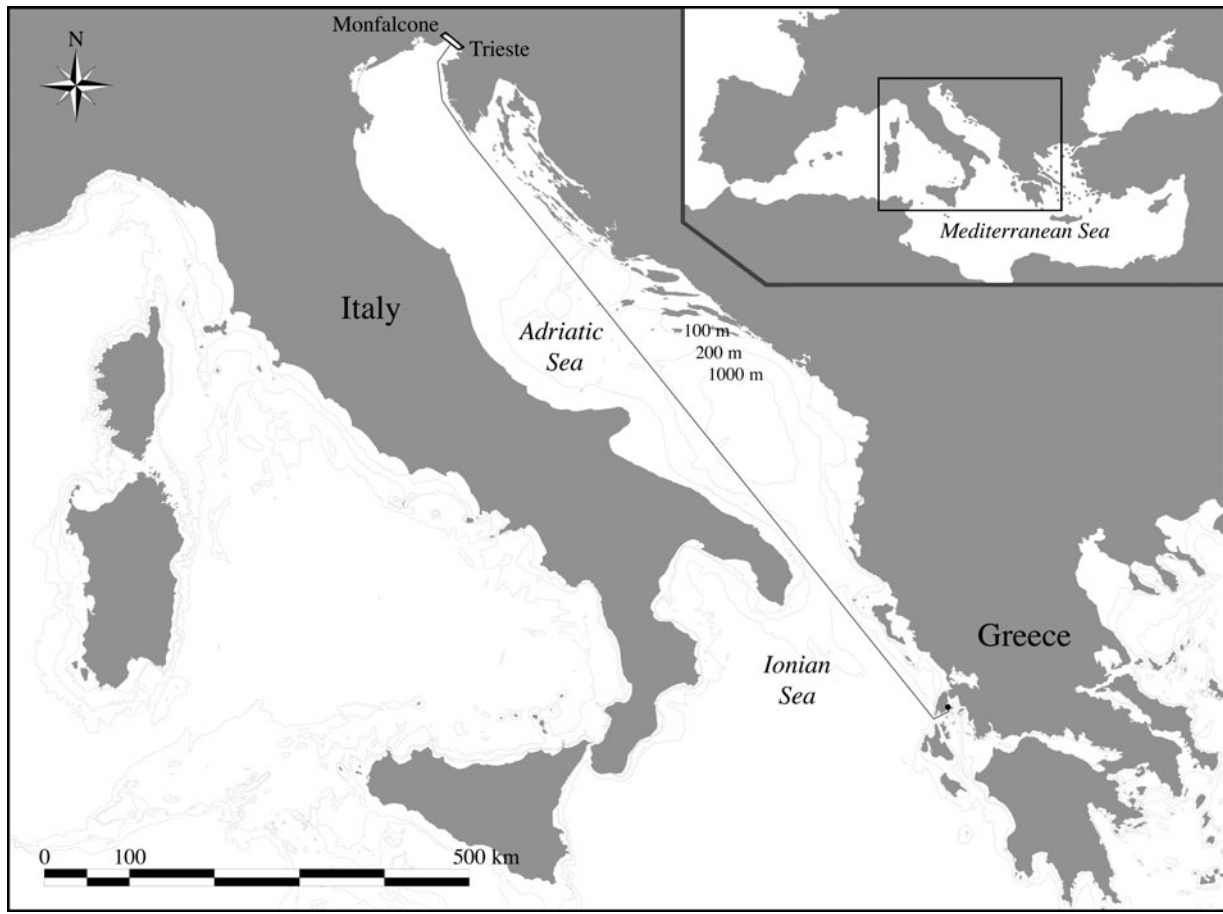 N
Monfalcone
Trieste
Mediterranean Sea
Italy
Adriatic
Sea
100 m
200 m
1000 m
Greece
Ionian
Sea
0 100 500 km